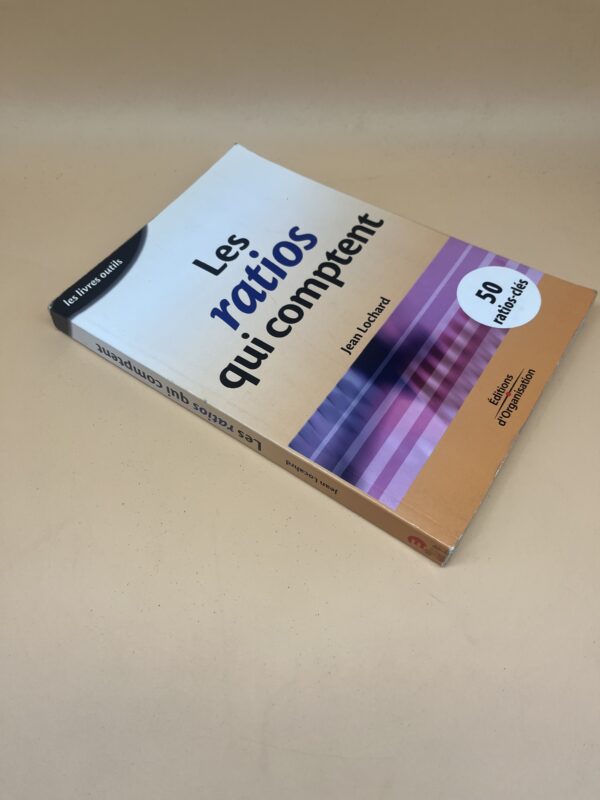 les livres outils
Les
ratios
qui comptent
Jean Lochard
50
ratios-clés
Éditions
d'Organisation
Les ratios qui comptent
Jean Locahrd